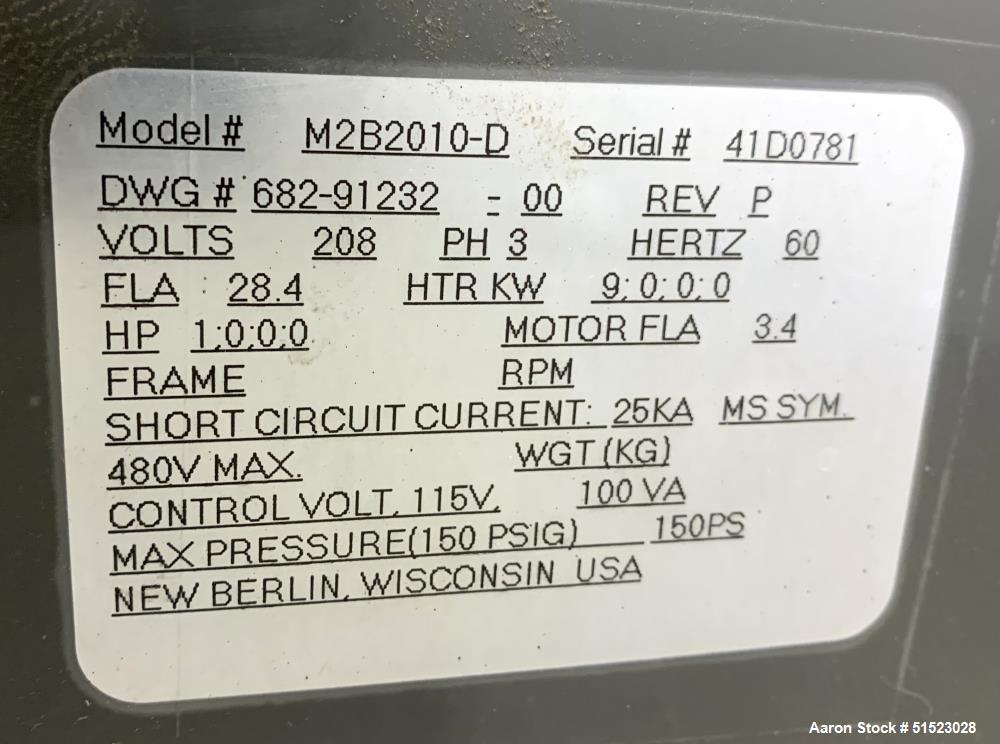 Model # M2B2010-D Serial # 41D0781
DWG # 682-91232 - 00 REV P
VOLTS 208 PH 3 HERTZ 60
FLA 28.4 HTR KW 9;0;0;0
HP 1;0;0;0 MOTOR FLA 3.4
FRAME RPM
SHORT CIRCUIT CURRENT: 25KA MS SYM.
480V MAX. WGT (KG)
CONTROL VOLT. 115V. 100 VA
MAX PRESSURE(150 PSIG) 150PS
NEW BERLIN, WISCONSIN USA
Aaron Stock # 51523028